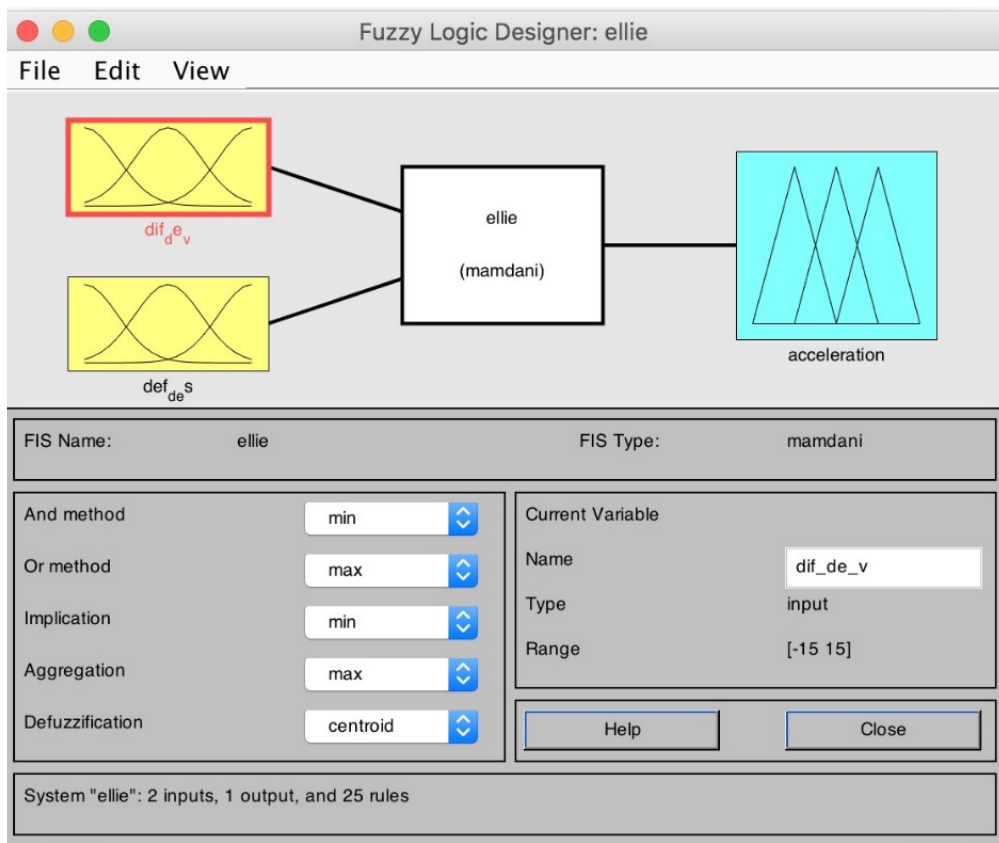 Fuzzy Logic Designer: ellie
File Edit View
dif_de_v
def_des
ellie
(mamdani)
acceleration
FIS Name: ellie FIS Type: mamdani
And method min
Or method max
Implication min
Aggregation max
Defuzzification centroid
Current Variable
Name dif_de_v
Type input
Range [-15 15]
Help Close
System "ellie": 2 inputs, 1 output, and 25 rules